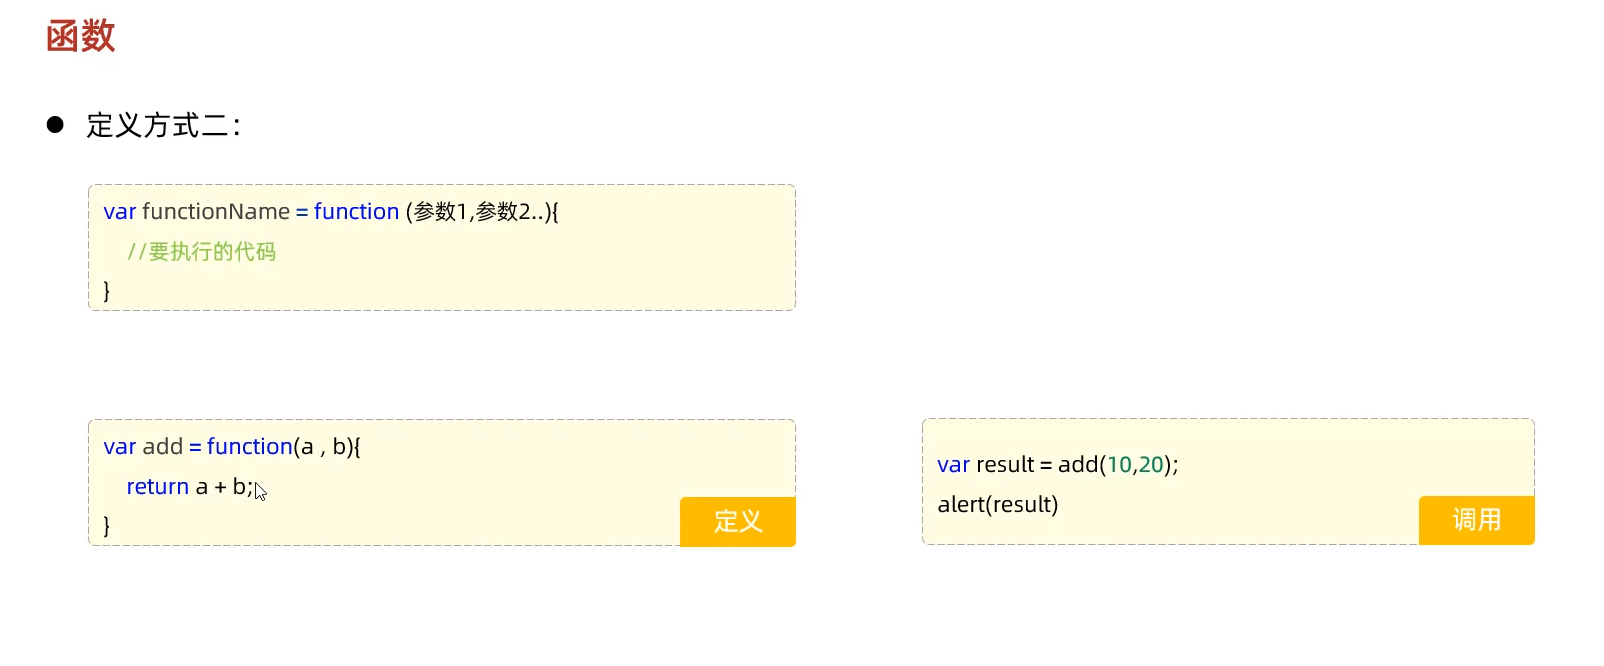 函数
● 定义方式二：
var functionName = function (参数1,参数2..){
//要执行的代码
}
var add = function(a , b){
return a + b;
}
定义
var result = add(10,20);
alert(result)
调用